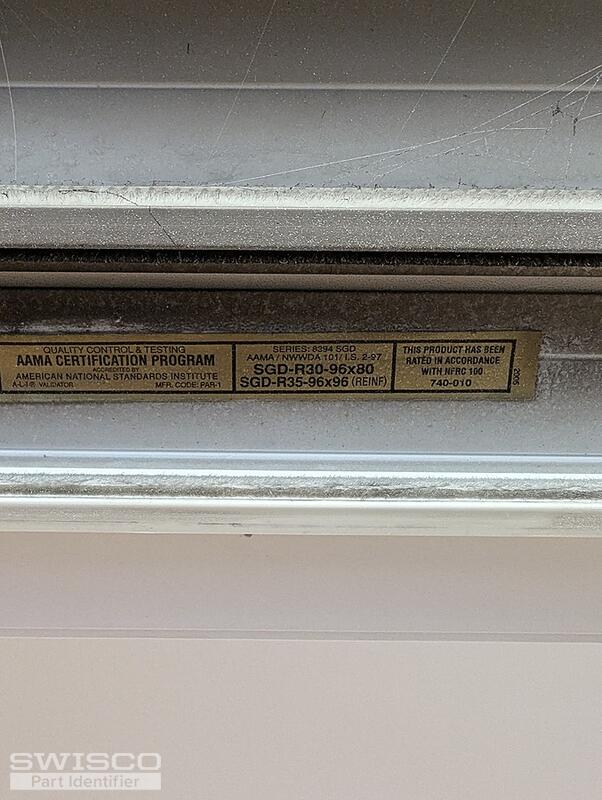 QUALITY CONTROL & TESTING
AAMA CERTIFICATION PROGRAM
ACCREDITED BY
AMERICAN NATIONAL STANDARDS INSTITUTE
A-L-I® VALIDATOR MFR. CODE: PAR-1
SERIES: 8394 SGD
AAMA / NWWDA 101/ I.S. 2-97
SGD-R30-96x80
SGD-R35-96x96 (REINF)
THIS PRODUCT HAS BEEN
RATED IN ACCORDANCE
WITH NFRC 100
740-010
2006
SWISCO
Part Identifier